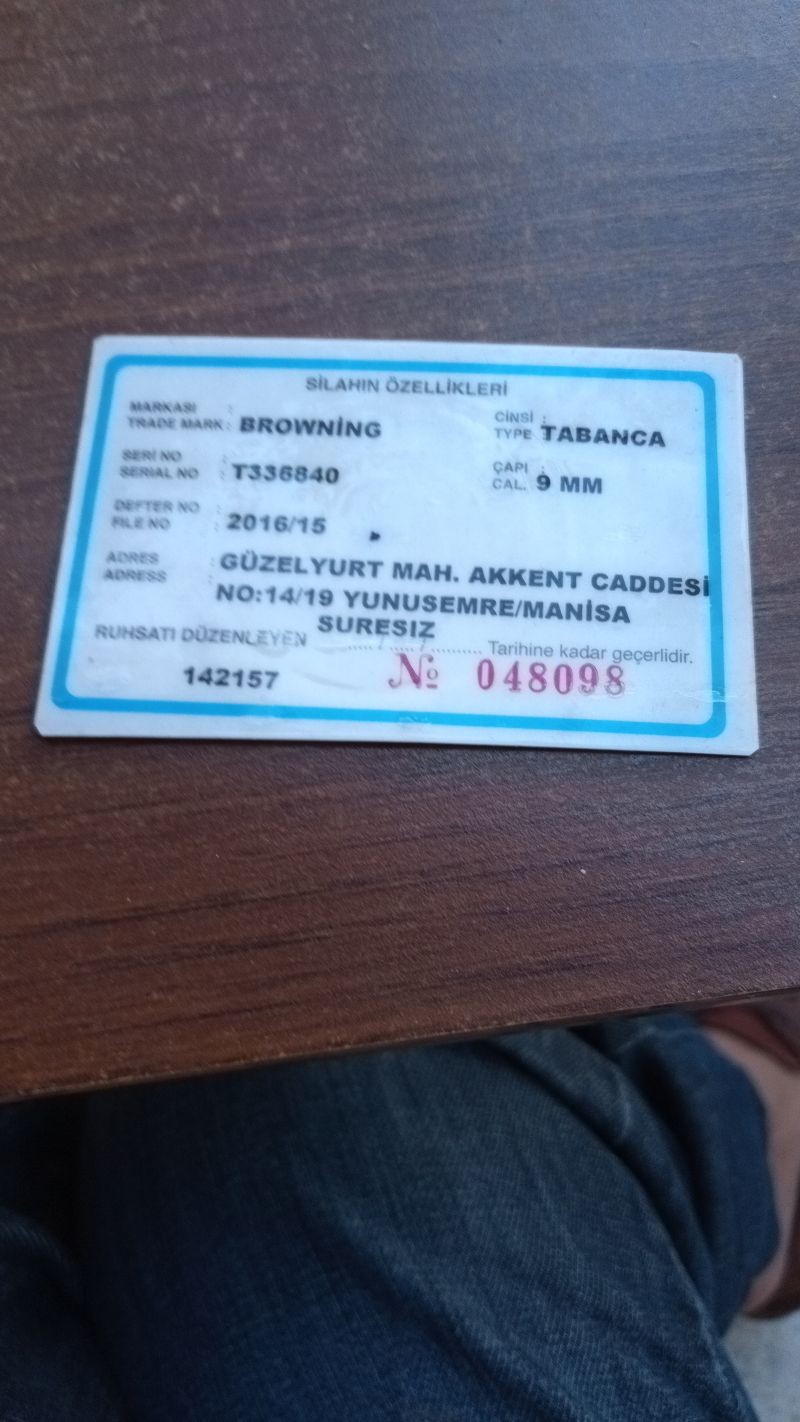 SİLAHIN ÖZELLİKLERİ
MARKASI :
TRADE MARK : BROWNİNG
CİNSİ :
TYPE TABANCA
SERI NO :
SERIAL NO : T336840
ÇAPI :
CAL. 9 MM
DEFTER NO :
FILE NO : 2016/15
ADRES :
ADRESS GÜZELYURT MAH. AKKENT CADDESİ
NO:14/19 YUNUSEMRE/MANİSA
SURESIZ
RUHSATI DÜZENLEYEN ...../...../.......... Tarihine kadar geçerlidir.
142157 № 048098